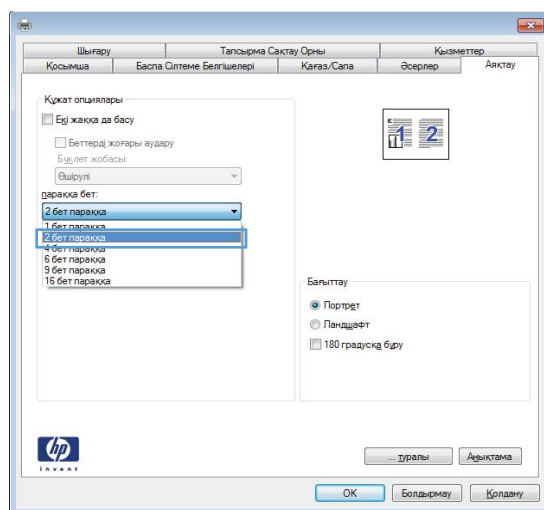 Шығару Тапсырма Сақтау Орны Қызметтер
Қосымша Баспа Сілтеме Белгішелері Қағаз/Сапа Әсерлер Аяқтау
Құжат опциялары
Екі жаққа да басу
Беттерді жоғары аудару
Буклет жобасы:
Өшірулі
параққа бет:
2 бет параққа
1 бет параққа
2 бет параққа
4 бет параққа
6 бет параққа
9 бет параққа
16 бет параққа
1 2
Бағыттау
Портрет
Ландшафт
180 градусқа бұру
hp
invent
... туралы Анықтама
OK Болдырмау Қолдану